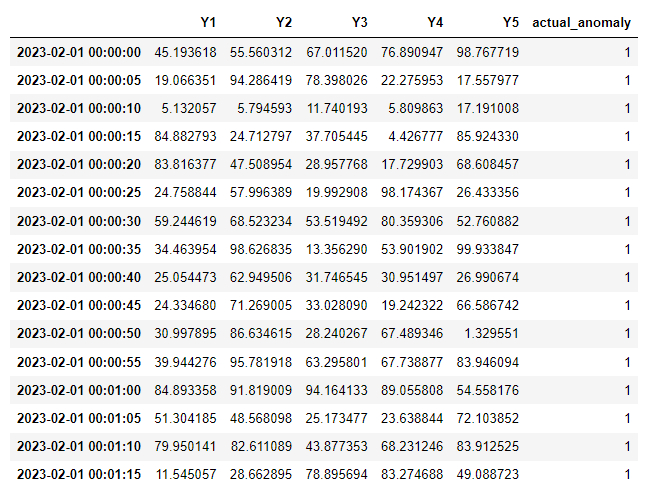 Y1 Y2 Y3 Y4 Y5 actual_anomaly
2023-02-01 00:00:00 45.193618 55.560312 67.011520 76.890947 98.767719 1
2023-02-01 00:00:05 19.066351 94.286419 78.398026 22.275953 17.557977 1
2023-02-01 00:00:10 5.132057 5.794593 11.740193 5.809863 17.191008 1
2023-02-01 00:00:15 84.882793 24.712797 37.705445 4.426777 85.924330 1
2023-02-01 00:00:20 83.816377 47.508954 28.957768 17.729903 68.608457 1
2023-02-01 00:00:25 24.758844 57.996389 19.992908 98.174367 26.433356 1
2023-02-01 00:00:30 59.244619 68.523234 53.519492 80.359306 52.760882 1
2023-02-01 00:00:35 34.463954 98.626835 13.356290 53.901902 99.933847 1
2023-02-01 00:00:40 25.054473 62.949506 31.746545 30.951497 26.990674 1
2023-02-01 00:00:45 24.334680 71.269005 33.028090 19.242322 66.586742 1
2023-02-01 00:00:50 30.997895 86.634615 28.240267 67.489346 1.329551 1
2023-02-01 00:00:55 39.944276 95.781918 63.295801 67.738877 83.946094 1
2023-02-01 00:01:00 84.893358 91.819009 94.164133 89.055808 54.558176 1
2023-02-01 00:01:05 51.304185 48.568098 25.173477 23.638844 72.103852 1
2023-02-01 00:01:10 79.950141 82.611089 43.877353 68.231246 83.912525 1
2023-02-01 00:01:15 11.545057 28.662895 78.895694 83.274688 49.088723 1